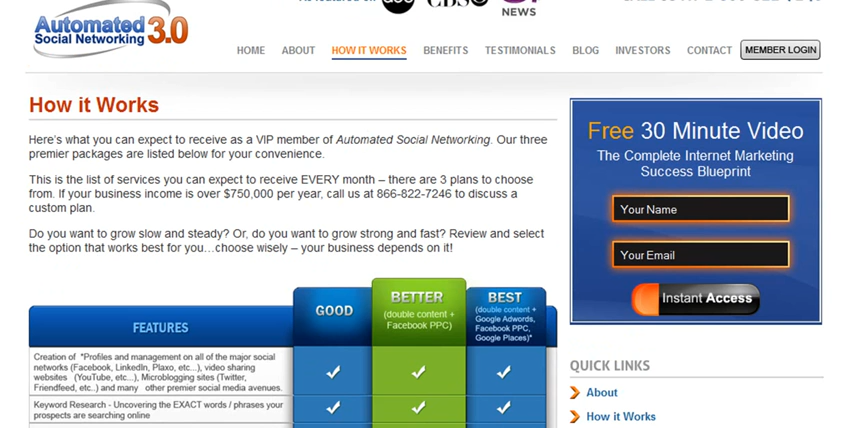 As featured on abc CBS
NEWS
Automated 3.0
Social Networking
HOME ABOUT HOW IT WORKS BENEFITS TESTIMONIALS BLOG INVESTORS CONTACT MEMBER LOGIN
How it Works
Here's what you can expect to receive as a VIP member of Automated Social Networking. Our three
premier packages are listed below for your convenience.
This is the list of services you can expect to receive EVERY month – there are 3 plans to choose
from. If your business income is over $750,000 per year, call us at 866-822-7246 to discuss a
custom plan.
Do you want to grow slow and steady? Or, do you want to grow strong and fast? Review and select
the option that works best for you…choose wisely – your business depends on it!
FEATURES
GOOD
BETTER
(double content +
Facebook PPC)
BEST
(double content +
Google Adwords,
Facebook PPC,
Google Places)*
Creation of *Profiles and management on all of the major social
networks (Facebook, LinkedIn, Plaxo, etc...), video sharing
websites (YouTube, etc...), Microblogging sites (Twitter,
Friendfeed, etc..) and many other premier social media avenues.
Keyword Research - Uncovering the EXACT words / phrases your
prospects are searching online
Free 30 Minute Video
The Complete Internet Marketing
Success Blueprint
Your Name
Your Email
Instant Access
QUICK LINKS
About
How it Works